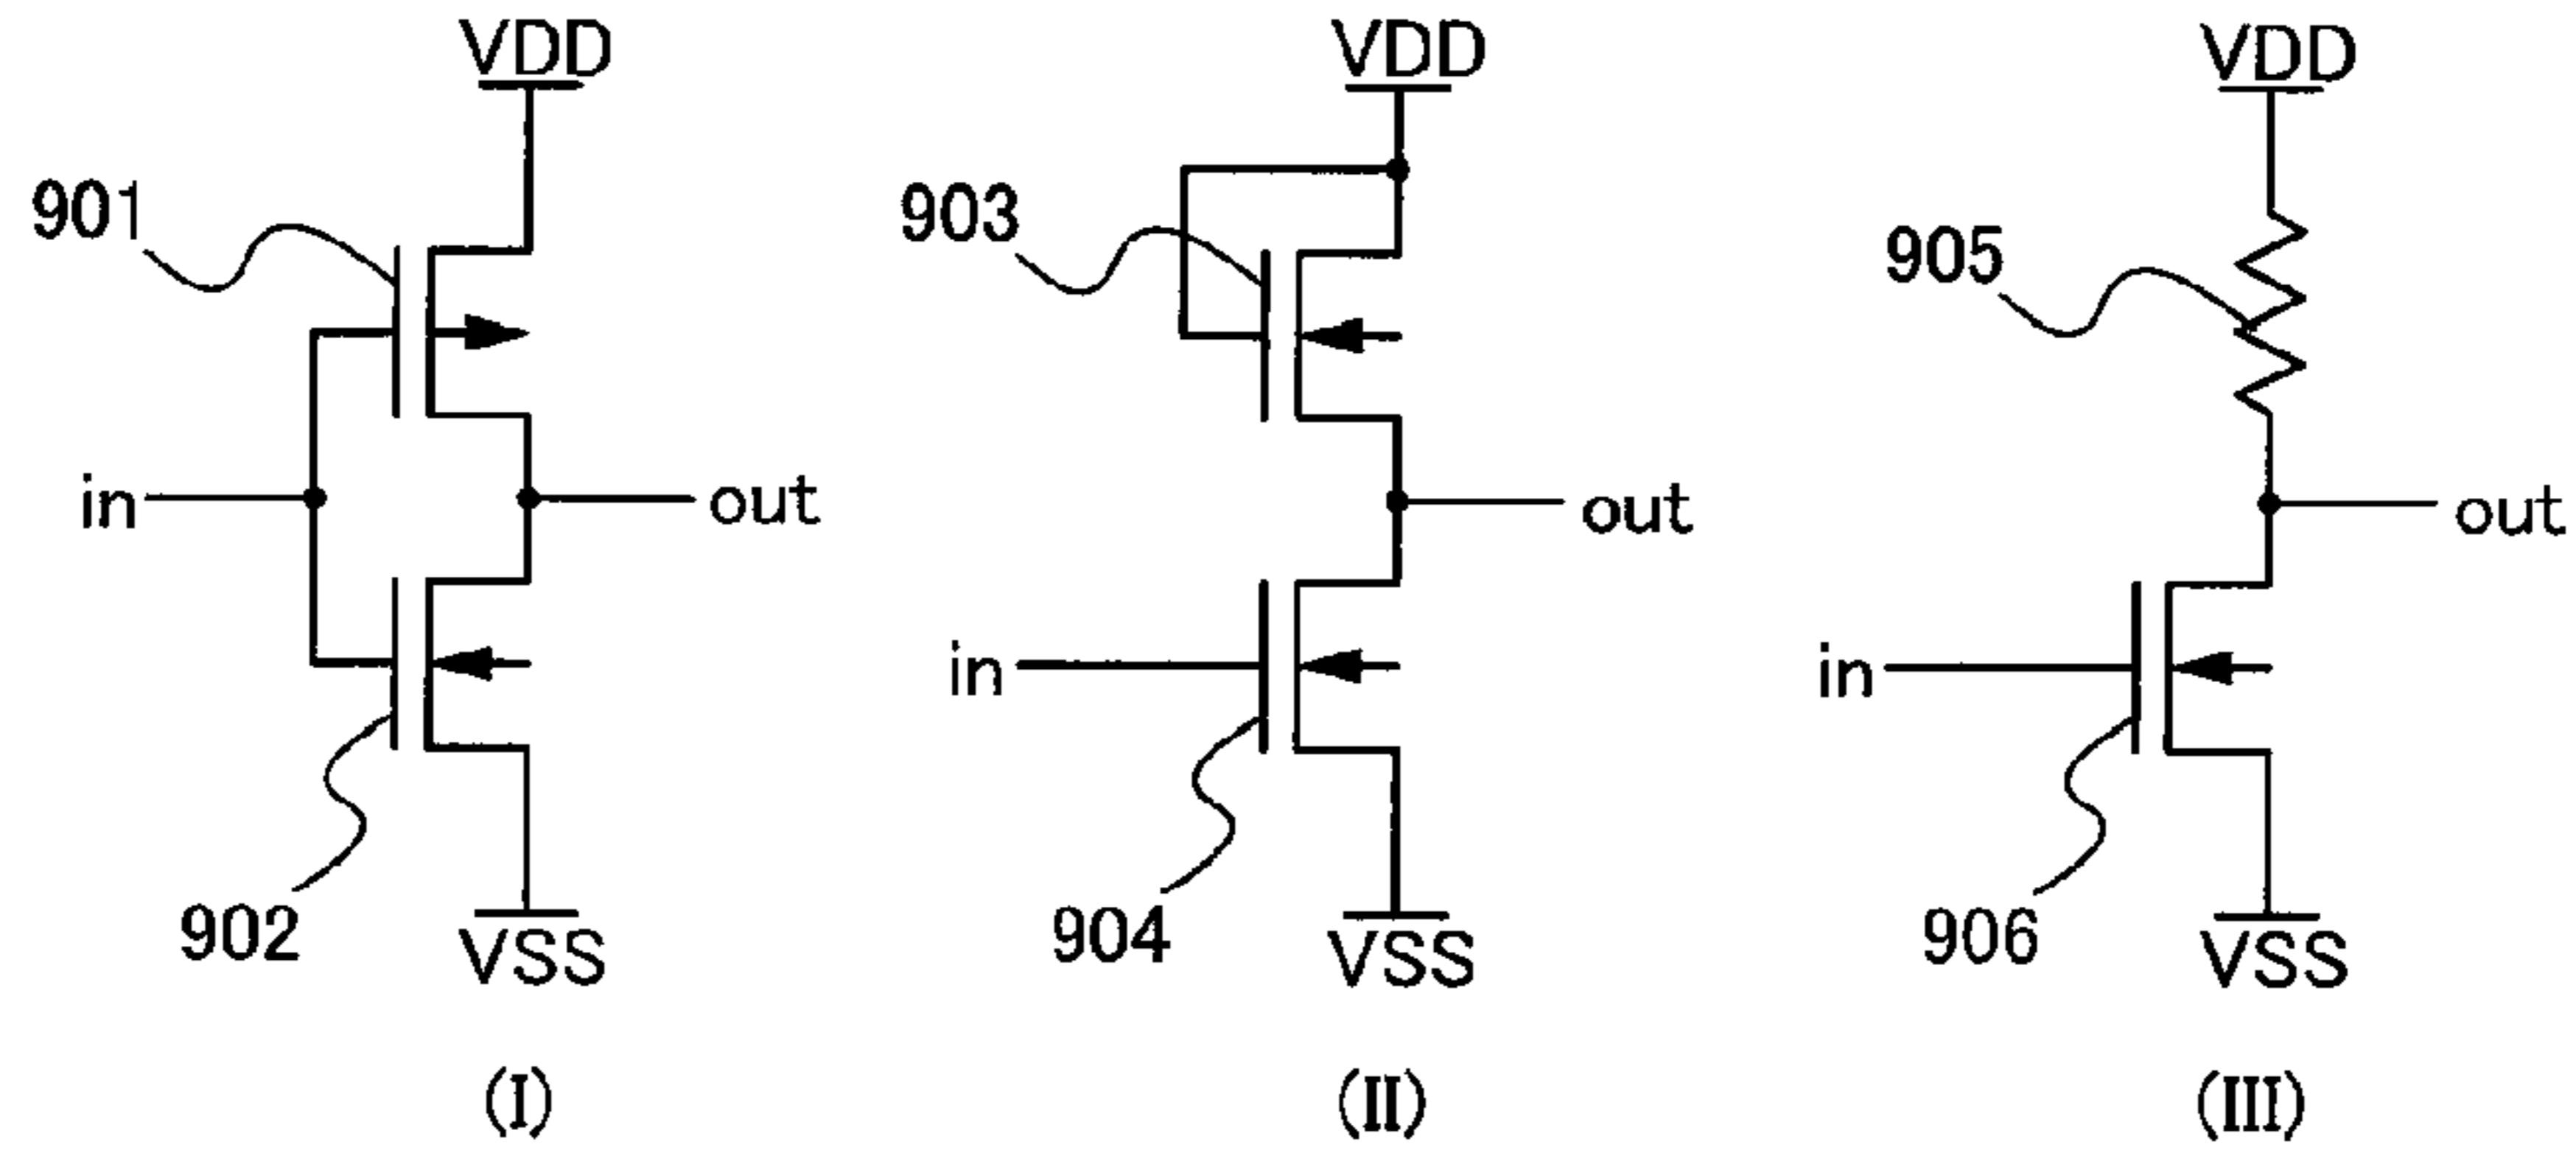 VDD
901
in
out
902
VSS
(I)
VDD
903
out
in
904
VSS
(II)
VDD
905
out
in
906
VSS
(III)